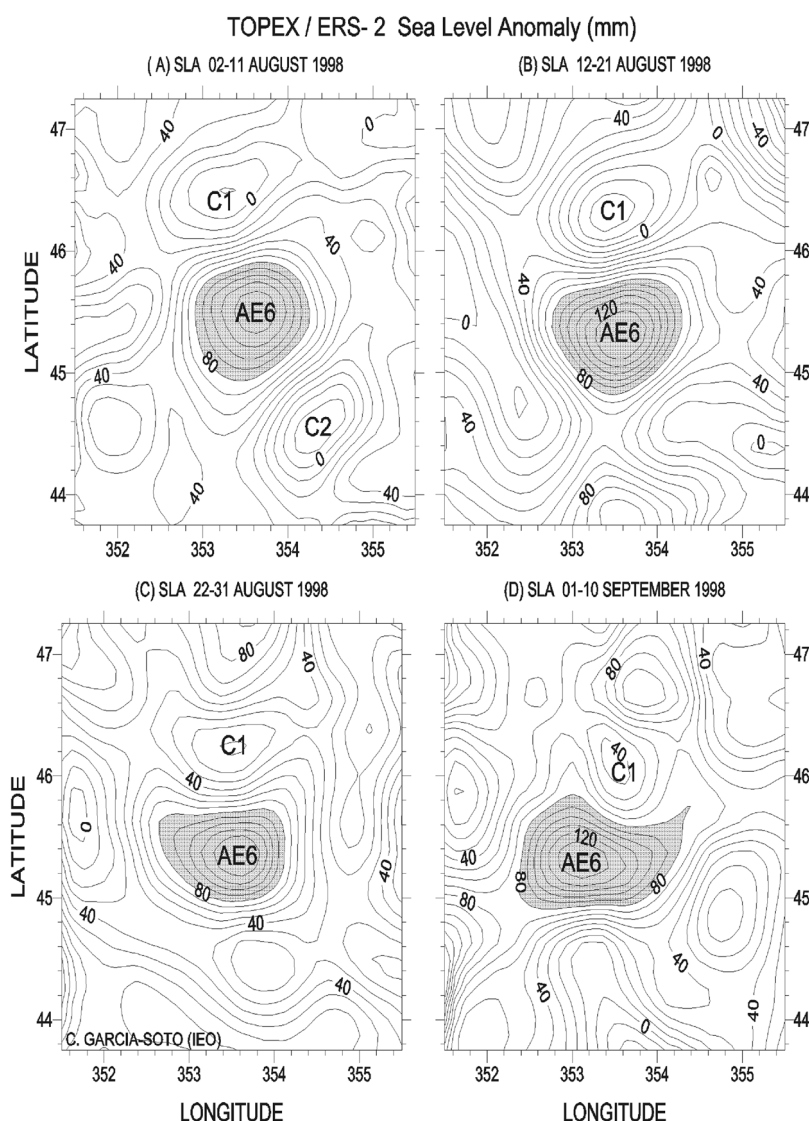 TOPEX / ERS- 2 Sea Level Anomaly (mm)
( A) SLA 02-11 AUGUST 1998
(B) SLA 12-21 AUGUST 1998
47
46
45
44
LATITUDE
352 353 354 355
40
0
C1
0
40
40
AE6
80
40
C2
0
40
40
47
46
45
44
352 353 354 355
40
0
-40
C1
0
40
40
0
120
AE6
80
40
40
0
80
(C) SLA 22-31 AUGUST 1998
(D) SLA 01-10 SEPTEMBER 1998
47
46
45
44
LATITUDE
352 353 354 355
LONGITUDE
80
40
C1
40
0
AE6
80
40
40
40
40
C. GARCIA-SOTO (IEO)
47
46
45
44
352 353 354 355
LONGITUDE
80
40
40
C1
120
AE6
40
80
80
80
40
40
40
0